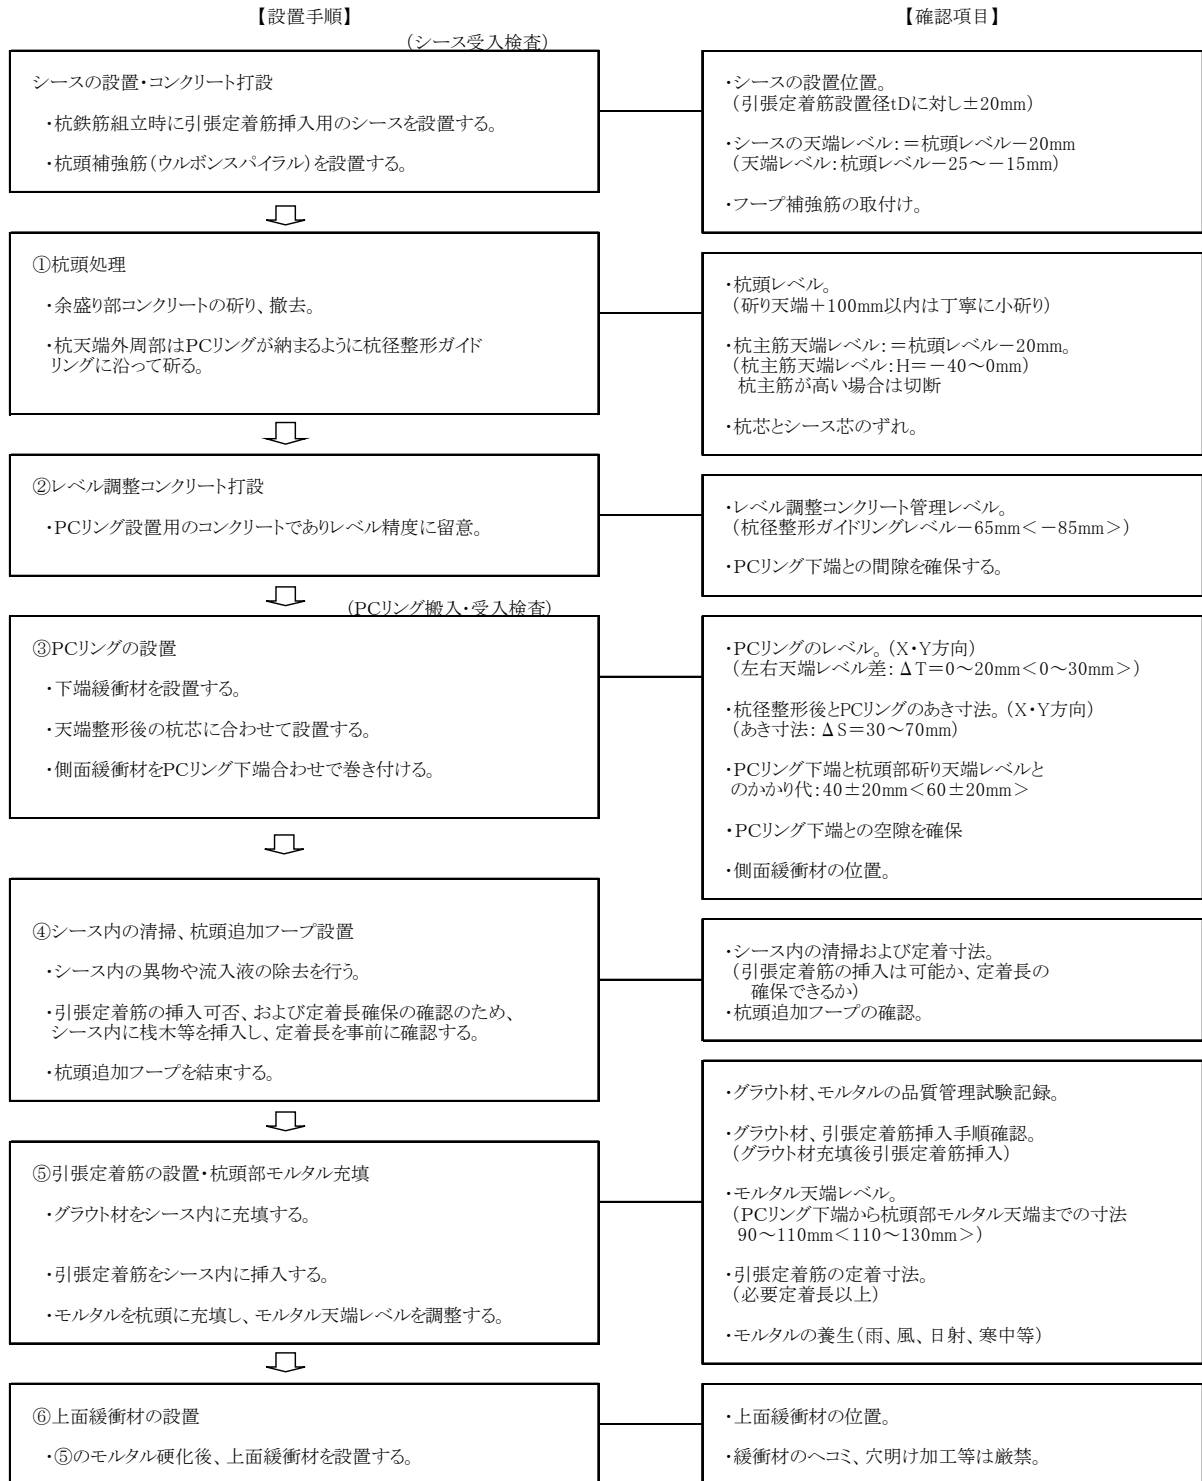 【設置手順】
【確認項目】
(シース受入検査)
シースの設置・コンクリート打設
・杭鉄筋組立時に引張定着筋挿入用のシースを設置する。
・杭頭補強筋(ウルボンスパイラル)を設置する。
・シースの設置位置。
(引張定着筋設置径tDに対し±20mm)
・シースの天端レベル:=杭頭レベル-20mm
(天端レベル:杭頭レベル-25~-15mm)
・フープ補強筋の取付け。
①杭頭処理
・余盛り部コンクリートの斫り、撤去。
・杭天端外周部はPCリングが納まるように杭径整形ガイド
リングに沿って斫る。
・杭頭レベル。
(斫り天端+100mm以内は丁寧に小斫り)
・杭主筋天端レベル:=杭頭レベル-20mm。
(杭主筋天端レベル:H=-40~0mm)
杭主筋が高い場合は切断
・杭芯とシース芯のずれ。
②レベル調整コンクリート打設
・PCリング設置用のコンクリートでありレベル精度に留意。
・レベル調整コンクリート管理レベル。
(杭径整形ガイドリングレベル-65mm<-85mm>)
・PCリング下端との間隙を確保する。
(PCリング搬入・受入検査)
③PCリングの設置
・下端緩衝材を設置する。
・天端整形後の杭芯に合わせて設置する。
・側面緩衝材をPCリング下端合わせで巻き付ける。
・PCリングのレベル。(X・Y方向)
(左右天端レベル差:ΔT=0~20mm<0~30mm>)
・杭径整形後とPCリングのあき寸法。(X・Y方向)
(あき寸法:ΔS=30~70mm)
・PCリング下端と杭頭部斫り天端レベルと
のかかり代:40±20mm<60±20mm>
・PCリング下端との空隙を確保
・側面緩衝材の位置。
④シース内の清掃、杭頭追加フープ設置
・シース内の異物や流入液の除去を行う。
・引張定着筋の挿入可否、および定着長確保の確認のため、
シース内に桟木等を挿入し、定着長を事前に確認する。
・杭頭追加フープを結束する。
・シース内の清掃および定着寸法。
(引張定着筋の挿入は可能か、定着長の
確保できるか)
・杭頭追加フープの確認。
⑤引張定着筋の設置・杭頭部モルタル充填
・グラウト材をシース内に充填する。
・引張定着筋をシース内に挿入する。
・モルタルを杭頭に充填し、モルタル天端レベルを調整する。
・グラウト材、モルタルの品質管理試験記録。
・グラウト材、引張定着筋挿入手順確認。
(グラウト材充填後引張定着筋挿入)
・モルタル天端レベル。
(PCリング下端から杭頭部モルタル天端までの寸法
90~110mm<110~130mm>)
・引張定着筋の定着寸法。
(必要定着長以上)
・モルタルの養生(雨、風、日射、寒中等)
⑥上面緩衝材の設置
・⑤のモルタル硬化後、上面緩衝材を設置する。
・上面緩衝材の位置。
・緩衝材のヘコミ、穴明け加工等は厳禁。